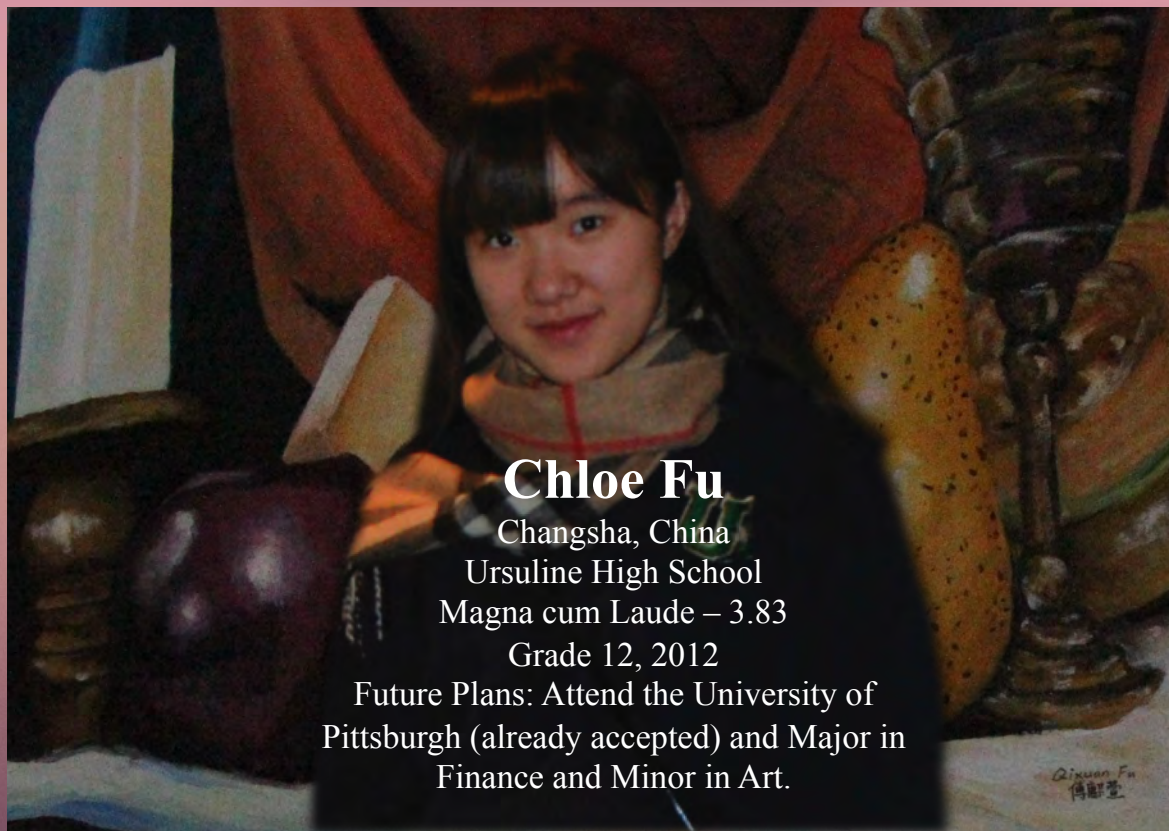 Chloe Fu
Changsha, China
Ursuline High School
Magna cum Laude – 3.83
Grade 12, 2012
Future Plans: Attend the University of
Pittsburgh (already accepted) and Major in
Finance and Minor in Art.
Qixuan Fu